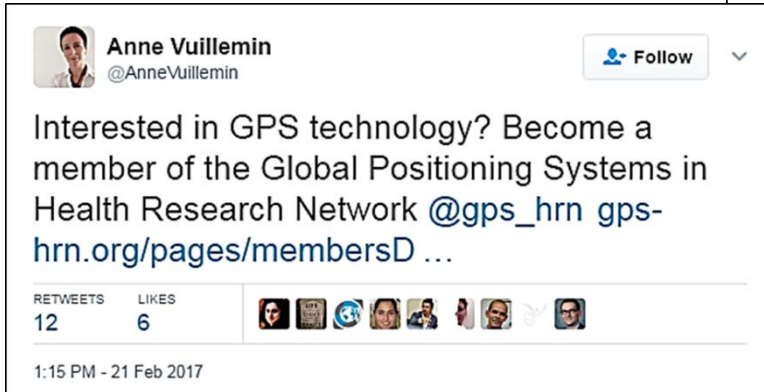 Anne Vuillemin
@AnneVuillemin
Follow
Interested in GPS technology? Become a
member of the Global Positioning Systems in
Health Research Network @gps_hrn gps-
hrn.org/pages/membersD ...
RETWEETS LIKES
12 6
1:15 PM - 21 Feb 2017